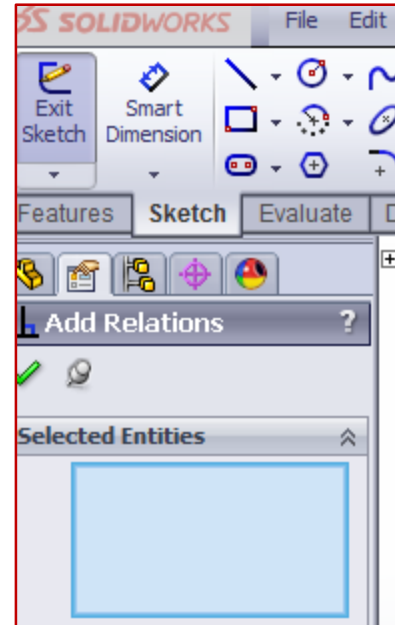 SOLIDWORKS File Edit
Exit Sketch
Smart Dimension
Features Sketch Evaluate D
Add Relations ?
Selected Entities